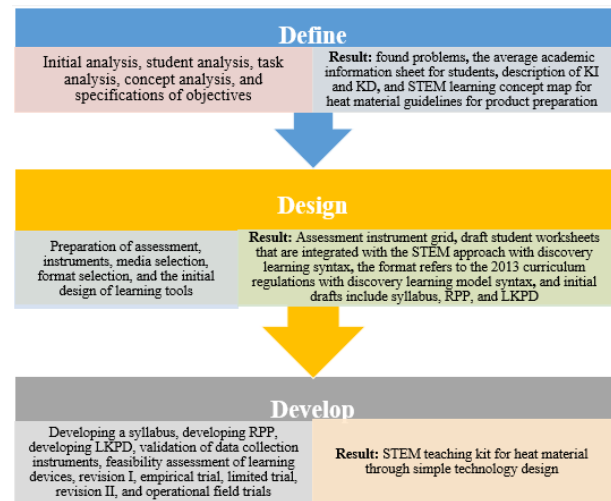 Define
Initial analysis, student analysis, task
analysis, concept analysis, and
specifications of objectives
Result: found problems, the average academic
information sheet for students, description of KI
and KD, and STEM learning concept map for
heat material guidelines for product preparation
Design
Preparation of assessment,
instruments, media selection,
format selection, and the initial
design of learning tools
Result: Assessment instrument grid, draft student worksheets
that are integrated with the STEM approach with discovery
learning syntax, the format refers to the 2013 curriculum
regulations with discovery learning model syntax, and initial
drafts include syllabus, RPP, and LKPD
Develop
Developing a syllabus, developing RPP,
developing LKPD, validation of data collection
instruments, feasibility assessment of learning
devices, revision I, empirical trial, limited trial,
revision II, and operational field trials
Result: STEM teaching kit for heat material
through simple technology design